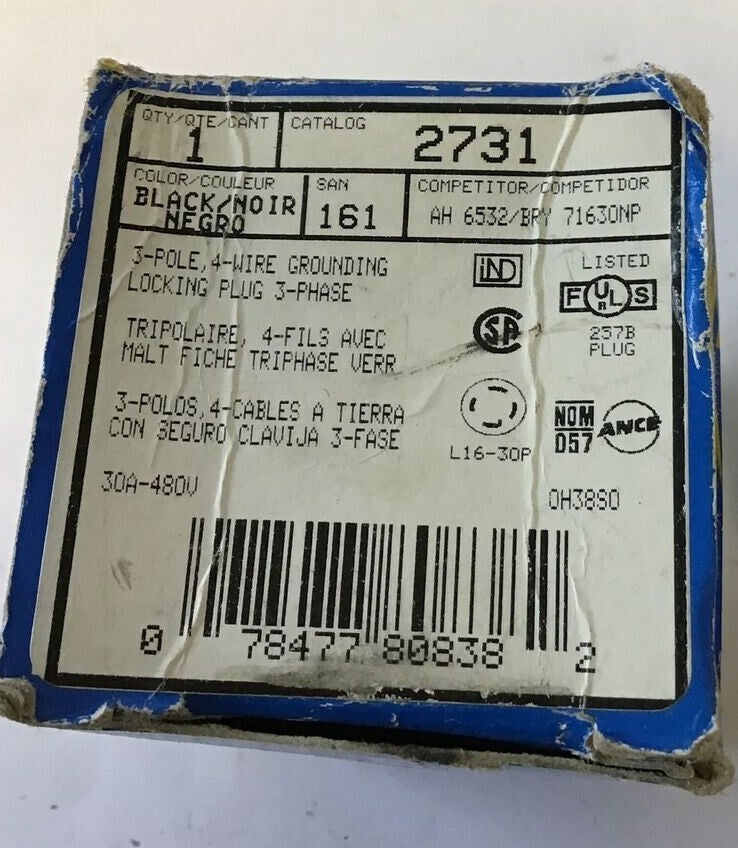 QTY/QTE/CANT
1
CATALOG
2731
COLOR/COULEUR
BLACK/NOIR
NEGRO
SAN
161
COMPETITOR/COMPETIDOR
AH 6532/BRY 71630NP
3-POLE,4-WIRE GROUNDING
LOCKING PLUG 3-PHASE
TRIPOLAIRE, 4-FILS AVEC
MALT FICHE TRIPHASE VERR
3-POLOS,4-CABLES A TIERRA
CON SEGURO CLAVIJA 3-FASE
30A-480V
IND
SA
L16-30P
LISTED
F UL R S
257B
PLUG
NOM
057
ANCE
0H38S0
0 78477 80838 2